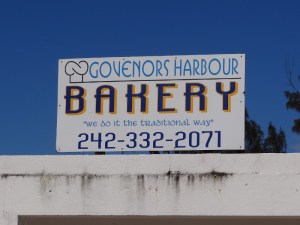 GOVENORS HARBOUR
BAKERY
"WE DO IT THE TRADITIONAL WAY"
242-332-2071